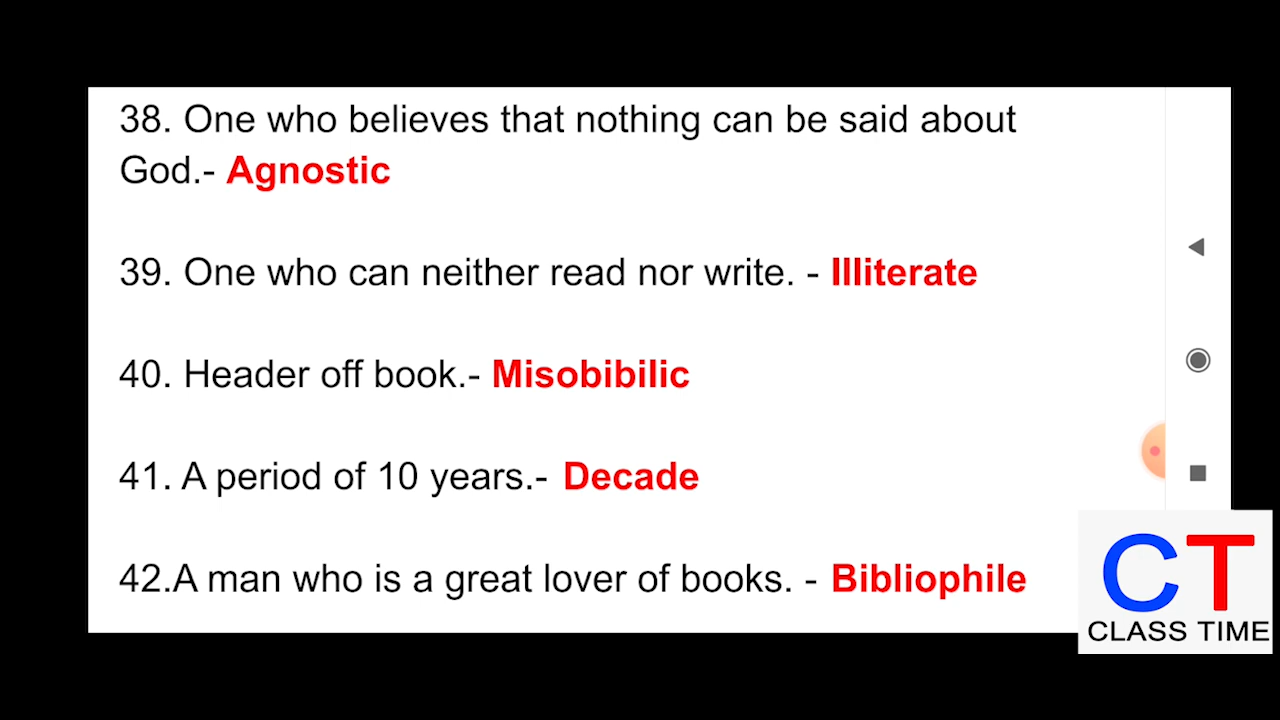 38. One who believes that nothing can be said about
God.- Agnostic
39. One who can neither read nor write. - Illiterate
40. Header off book.- Misobibilic
41. A period of 10 years.- Decade
42.A man who is a great lover of books. - Bibliophile
CT
CLASS TIME